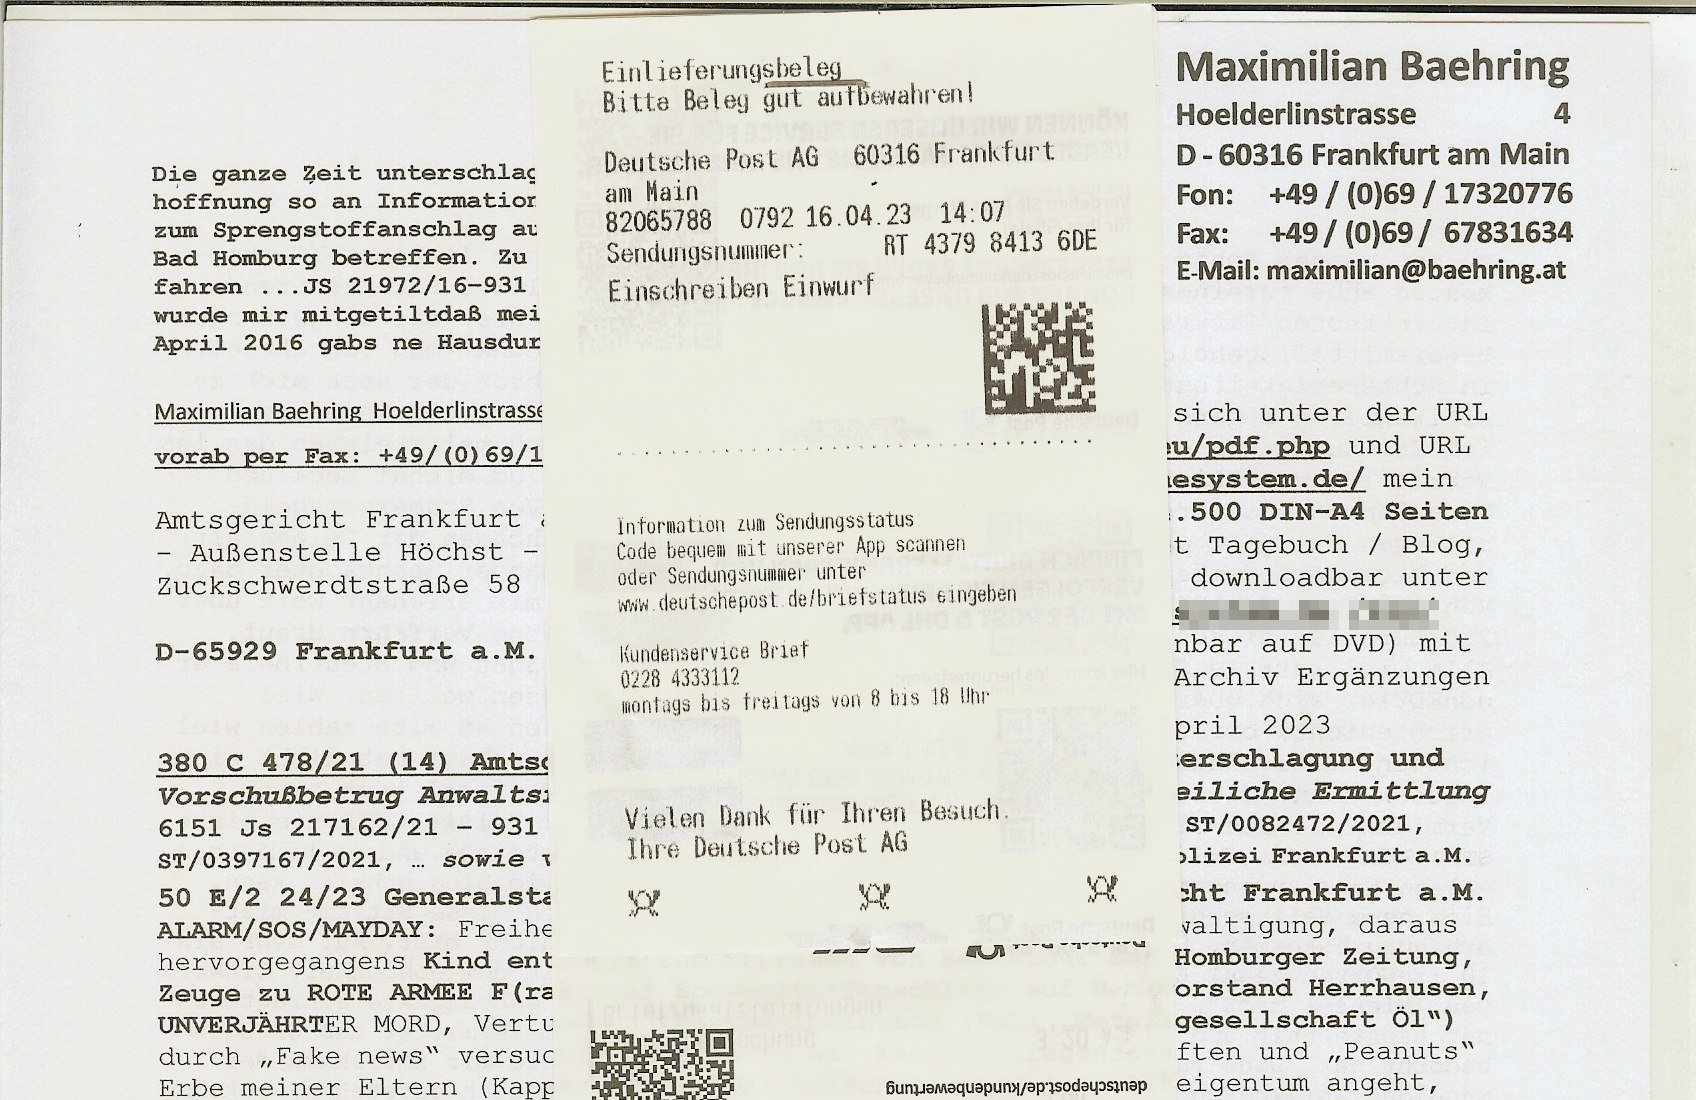 Einlieferungsbeleg
Bitte Beleg gut aufbewahren!
Deutsche Post AG 60316 Frankfurt
am Main
82065788 0792 16.04.23 14:07
Sendungsnummer: RT 4379 8413 6DE
Einschreiben Einwurf
Information zum Sendungsstatus
Code bequem mit unserer App scannen
oder Sendungsnummer unter
www.deutschepost.de/briefstatus eingeben
Kundenservice Brief
0228 4333112
montags bis freitags von 8 bis 18 Uhr
Vielen Dank für Ihren Besuch.
Ihre Deutsche Post AG
deutschepost.de/kundenbewertung
Die ganze Zeit unterschlag
hoffnung so an Information
zum Sprengstoffanschlag au
Bad Homburg betreffen. Zu
fahren ...JS 21972/16-931
wurde mir mitgetiltdaß mei
April 2016 gabs ne Hausdur
Maximilian Baehring Hoelderlinstrasse
vorab per Fax: +49/(0)69/1
Amtsgericht Frankfurt a
- Außenstelle Höchst -
Zuckschwerdtstraße 58
D-65929 Frankfurt a.M.
380 C 478/21 (14) Amtsg
Vorschußbetrug Anwalts
6151 Js 217162/21 - 931
ST/0397167/2021, … sowie
50 E/2 24/23 Generalsta
ALARM/SOS/MAYDAY: Freihe
hervorgegangens Kind ent
Zeuge zu ROTE ARMEE F(ra
UNVERJÄHRTER MORD, Vertu
durch „Fake news“ versuc
Erbe meiner Eltern (Kapp
Maximilian Baehring
Hoelderlinstrasse 4
D - 60316 Frankfurt am Main
Fon: +49 / (0)69 / 17320776
Fax: +49 / (0)69 / 67831634
E-Mail: maximilian@baehring.at
sich unter der URL
eu/pdf.php und URL
nesystem.de/ mein
.500 DIN-A4 Seiten
t Tagebuch / Blog,
downloadbar unter
nbar auf DVD) mit
Archiv Ergänzungen
pril 2023
terschlagung und
eiliche Ermittlung
ST/0082472/2021,
olizei Frankfurt a.M.
cht Frankfurt a.M.
waltigung, daraus
Homburger Zeitung,
orstand Herrhausen,
gesellschaft Öl“)
ften und „Peanuts“
eigentum angeht,